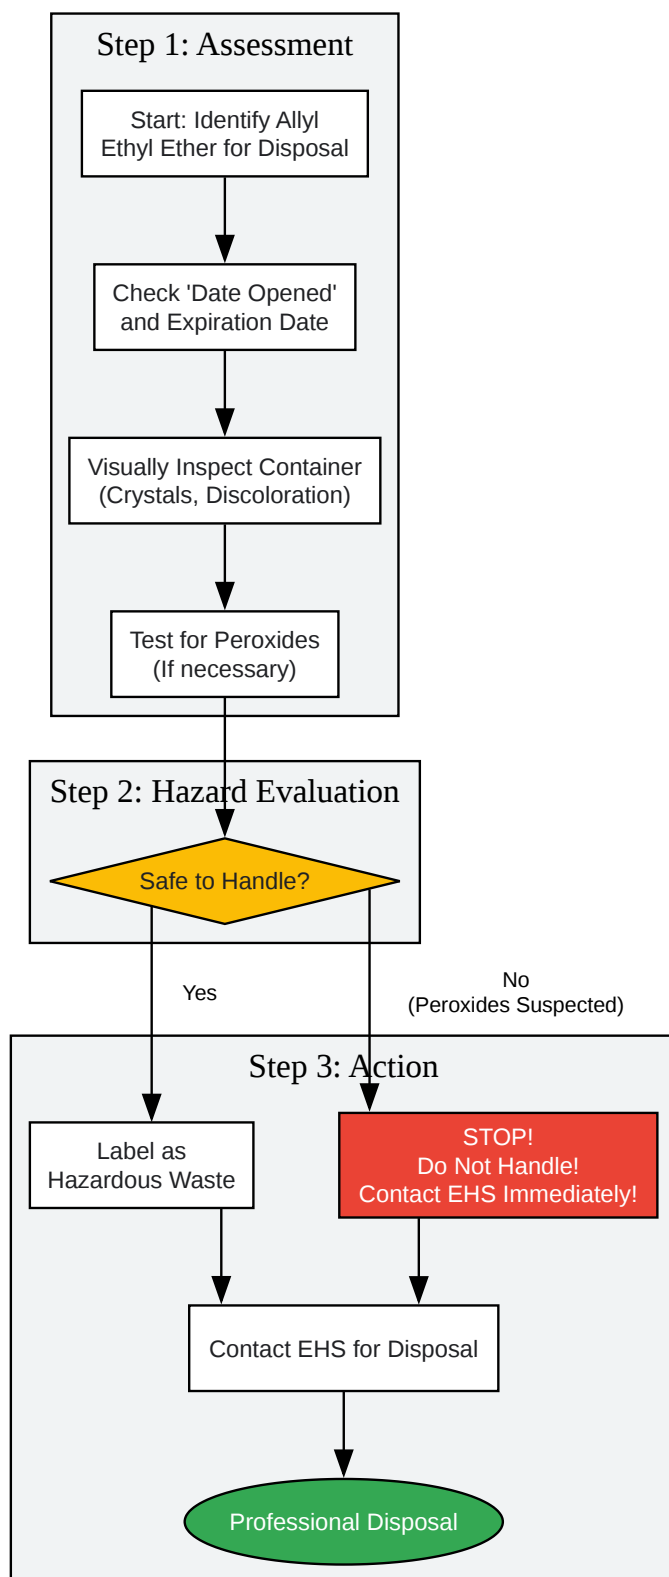 Step 1: Assessment
Start: Identify Allyl
Ethyl Ether for Disposal
Check 'Date Opened'
and Expiration Date
Visually Inspect Container
(Crystals, Discoloration)
Test for Peroxides
(If necessary)
Step 2: Hazard Evaluation
Safe to Handle?
Yes
No
(Peroxides Suspected)
Step 3: Action
Label as
Hazardous Waste
STOP!
Do Not Handle!
Contact EHS Immediately!
Contact EHS for Disposal
Professional Disposal